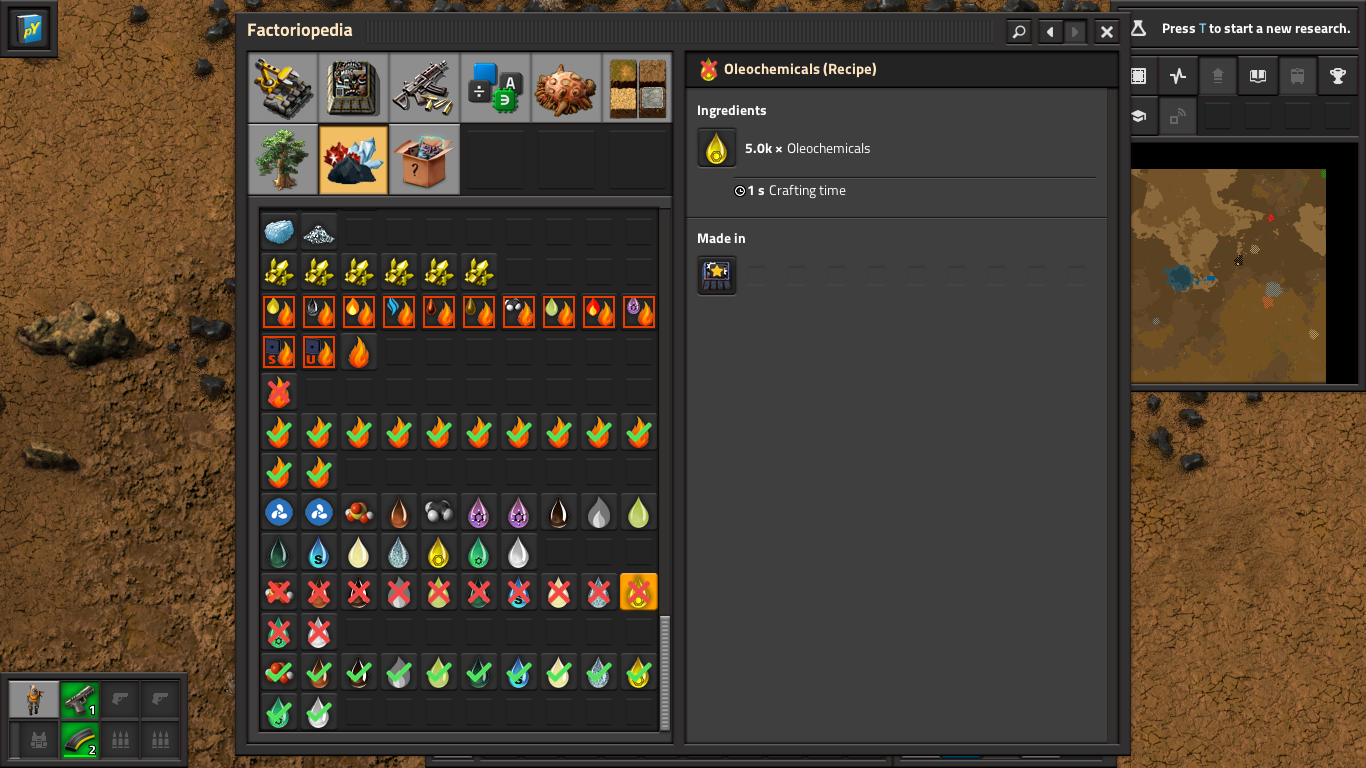 pY
Factoriopedia
Press T to start a new research.
A
?
Oleochemicals (Recipe)
Ingredients
5.0k × Oleochemicals
1 s Crafting time
Made in
S
U
S
1
2